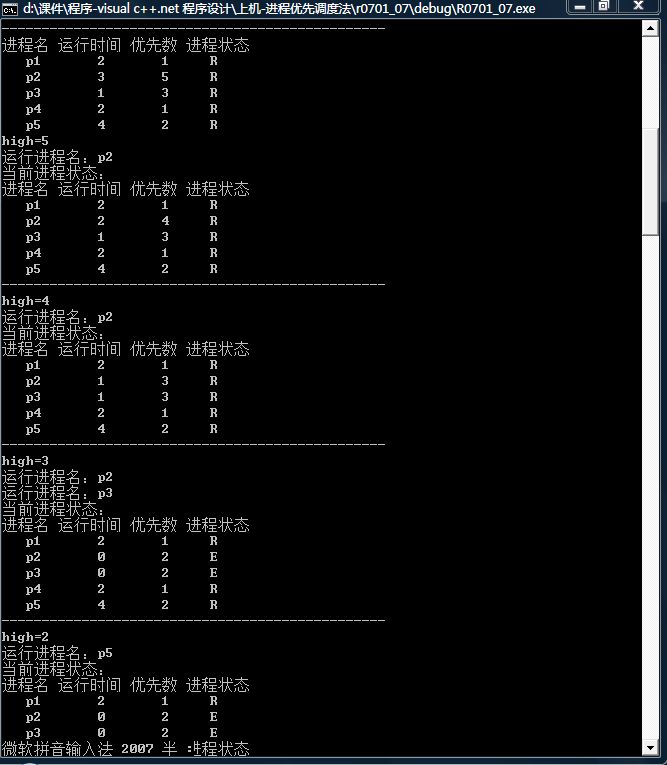 d:\课件\程序-visual c++.net 程序设计\上机-进程优先调度法\r0701_07\debug\R0701_07.exe
------------------------------------------------
进程名 运行时间 优先数 进程状态
p1 2 1 R
p2 3 5 R
p3 1 3 R
p4 2 1 R
p5 4 2 R
high=5
运行进程名：p2
当前进程状态：
进程名 运行时间 优先数 进程状态
p1 2 1 R
p2 2 4 R
p3 1 3 R
p4 2 1 R
p5 4 2 R
------------------------------------------------
high=4
运行进程名：p2
当前进程状态：
进程名 运行时间 优先数 进程状态
p1 2 1 R
p2 1 3 R
p3 1 3 R
p4 2 1 R
p5 4 2 R
------------------------------------------------
high=3
运行进程名：p2
运行进程名：p3
当前进程状态：
进程名 运行时间 优先数 进程状态
p1 2 1 R
p2 0 2 E
p3 0 2 E
p4 2 1 R
p5 4 2 R
------------------------------------------------
high=2
运行进程名：p5
当前进程状态：
进程名 运行时间 优先数 进程状态
p1 2 1 R
p2 0 2 E
p3 0 2 E
微软拼音输入法 2007 半 :进程状态